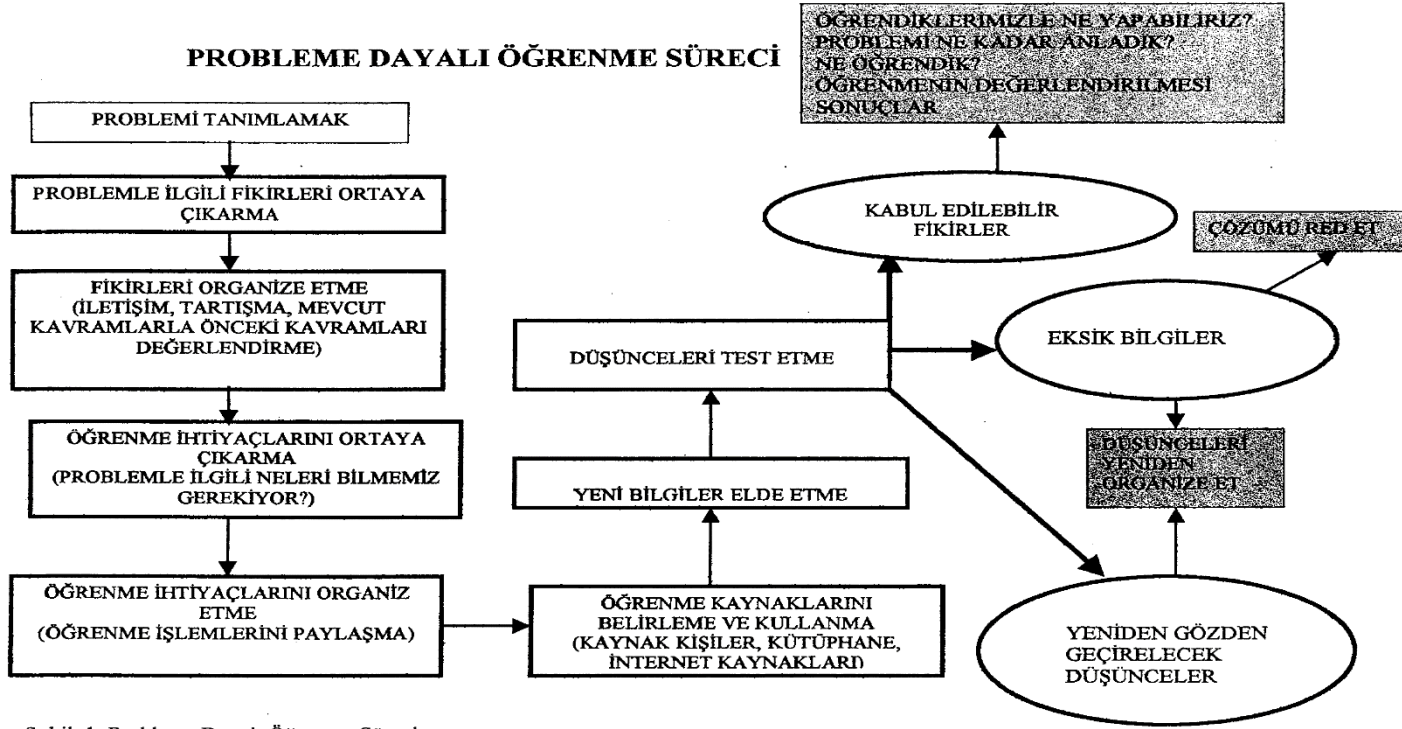 PROBLEME DAYALI ÖĞRENME SÜRECİ
PROBLEMİ TANIMLAMAK
PROBLEMLE İLGİLİ FİKİRLERİ ORTAYA
ÇIKARMA
FİKİRLERİ ORGANİZE ETME
(İLETİŞİM, TARTIŞMA, MEVCUT
KAVRAMLARLA ÖNCEKİ KAVRAMLARI
DEĞERLENDİRME)
ÖĞRENME İHTİYAÇLARINI ORTAYA
ÇIKARMA
(PROBLEMLE İLGİLİ NELERİ BİLMEMİZ
GEREKİYOR?)
ÖĞRENME İHTİYAÇLARINI ORGANİZ
ETME
(ÖĞRENME İŞLEMLERİNİ PAYLAŞMA)
ÖĞRENME KAYNAKLARINI
BELİRLEME VE KULLANMA
(KAYNAK KİŞİLER, KÜTÜPHANE,
İNTERNET KAYNAKLARI)
YENİ BİLGİLER ELDE ETME
DÜŞÜNCELERİ TEST ETME
KABUL EDİLEBİLİR
FİKİRLER
ÖĞRENDİKLERİMİZLE NE YAPABİLİRİZ?
PROBLEMİ NE KADAR ANLADIK?
NE ÖĞRENDİK?
ÖĞRENMENİN DEĞERLENDİRİLMESİ
SONUÇLAR
EKSİK BİLGİLER
ÇÖZÜMÜ RED ET
DÜŞÜNCELERİ
YENİDEN
ORGANİZE ET
YENİDEN GÖZDEN
GEÇİRELECEK
DÜŞÜNCELER